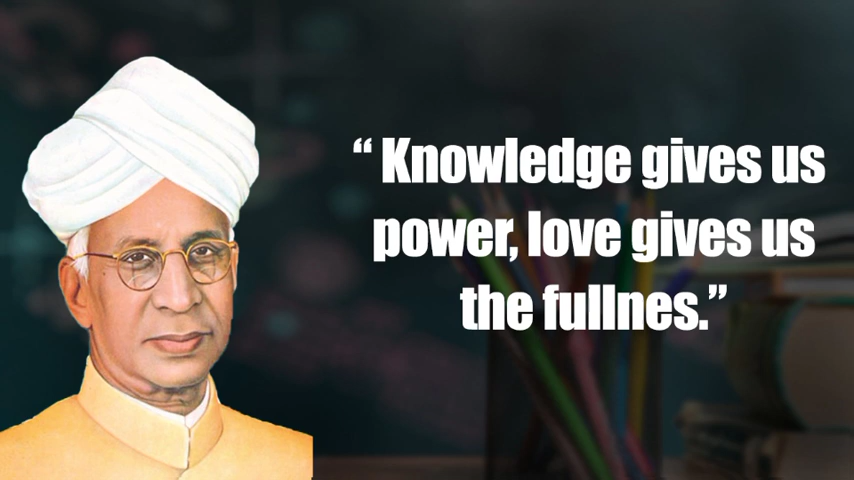 “ Knowledge gives us
power, love gives us
the fullnes.”